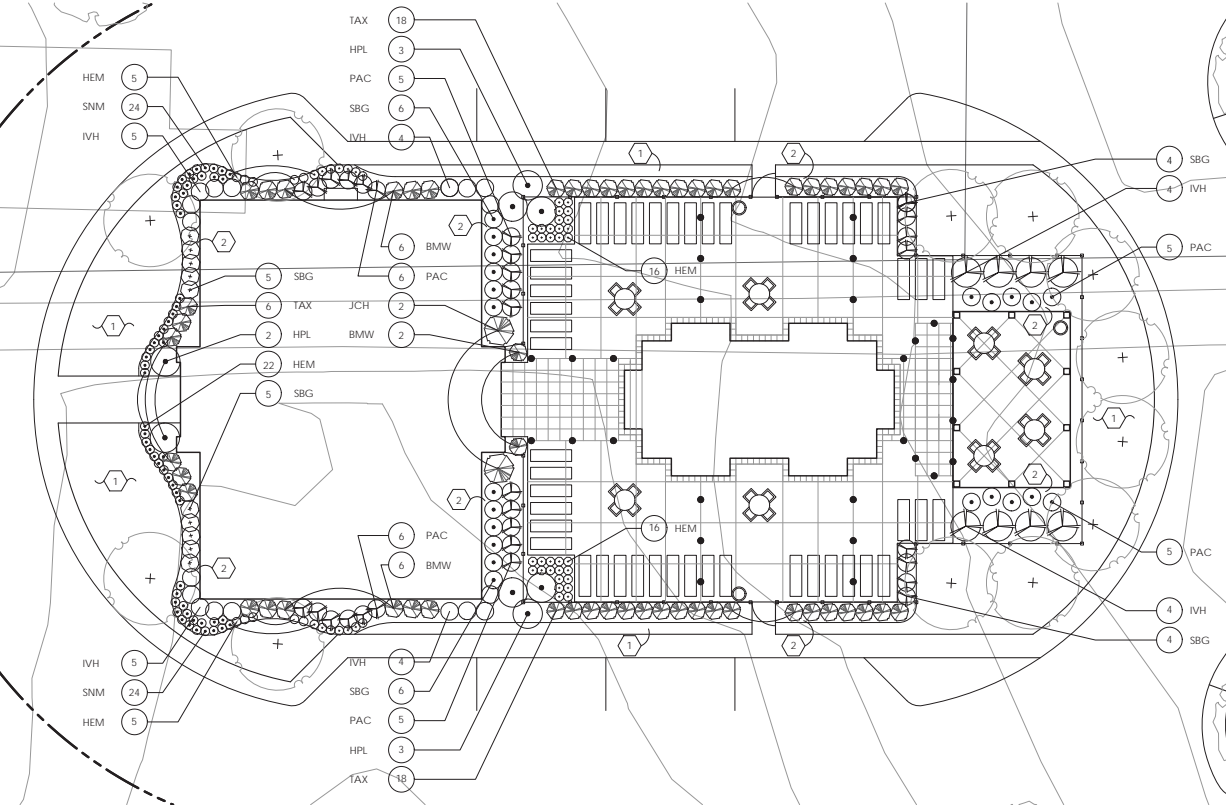 TAX 18
HPL 3
HEM 5
PAC 5
SNM 24
SBG 6
IVH 5
IVH 4
1
2
4 SBG
4 IVH
2
2
6 BMW
5 PAC
16 HEM
5 SBG
6 PAC
6 TAX
JCH 2
1
2
2 HPL
BMW 2
22 HEM
5 SBG
1
1
2
2
16 HEM
6 PAC
5 PAC
2
6 BMW
4 IVH
4 SBG
1
2
IVH 5
IVH 4
SNM 24
SBG 6
HEM 5
PAC 5
HPL 3
TAX 18